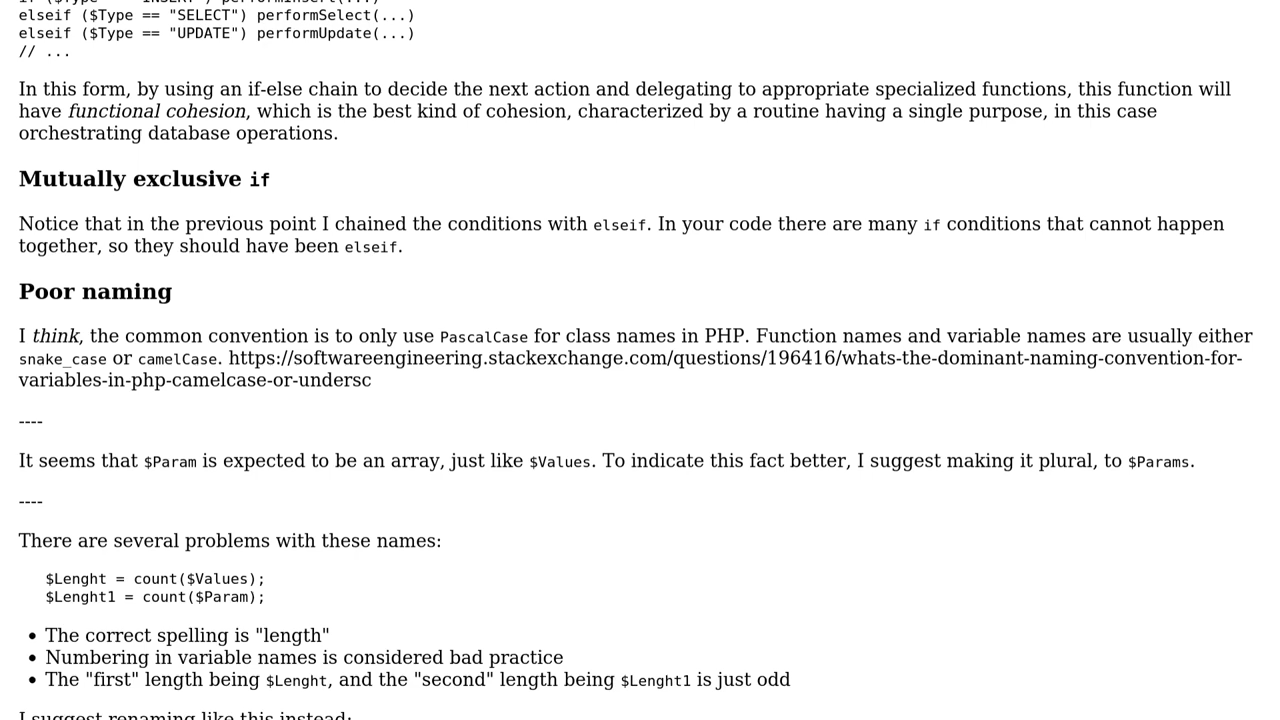 elseif ($Type == "SELECT") performSelect(...)
elseif ($Type == "UPDATE") performUpdate(...)
// ...
In this form, by using an if-else chain to decide the next action and delegating to appropriate specialized functions, this function will
have functional cohesion, which is the best kind of cohesion, characterized by a routine having a single purpose, in this case
orchestrating database operations.
Mutually exclusive if
Notice that in the previous point I chained the conditions with elseif. In your code there are many if conditions that cannot happen
together, so they should have been elseif.
Poor naming
I think, the common convention is to only use PascalCase for class names in PHP. Function names and variable names are usually either
snake_case or camelCase. https://softwareengineering.stackexchange.com/questions/196416/whats-the-dominant-naming-convention-for-
variables-in-php-camelcase-or-undersc
----
It seems that $Param is expected to be an array, just like $Values. To indicate this fact better, I suggest making it plural, to $Params.
----
There are several problems with these names:
$Lenght = count($Values);
$Lenght1 = count($Param);
• The correct spelling is "length"
• Numbering in variable names is considered bad practice
• The "first" length being $Lenght, and the "second" length being $Lenght1 is just odd
I suggest renaming like this instead: